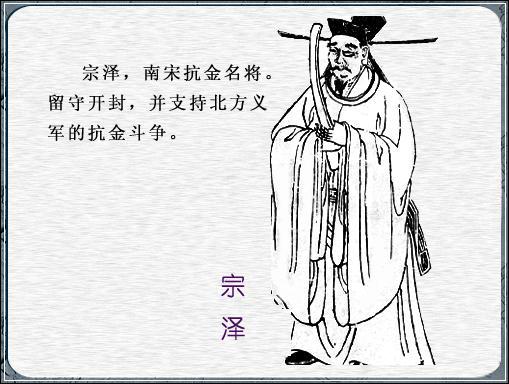 宗泽，南宋抗金名将。
留守开封，并支持北方义
军的抗金斗争。
宗
泽